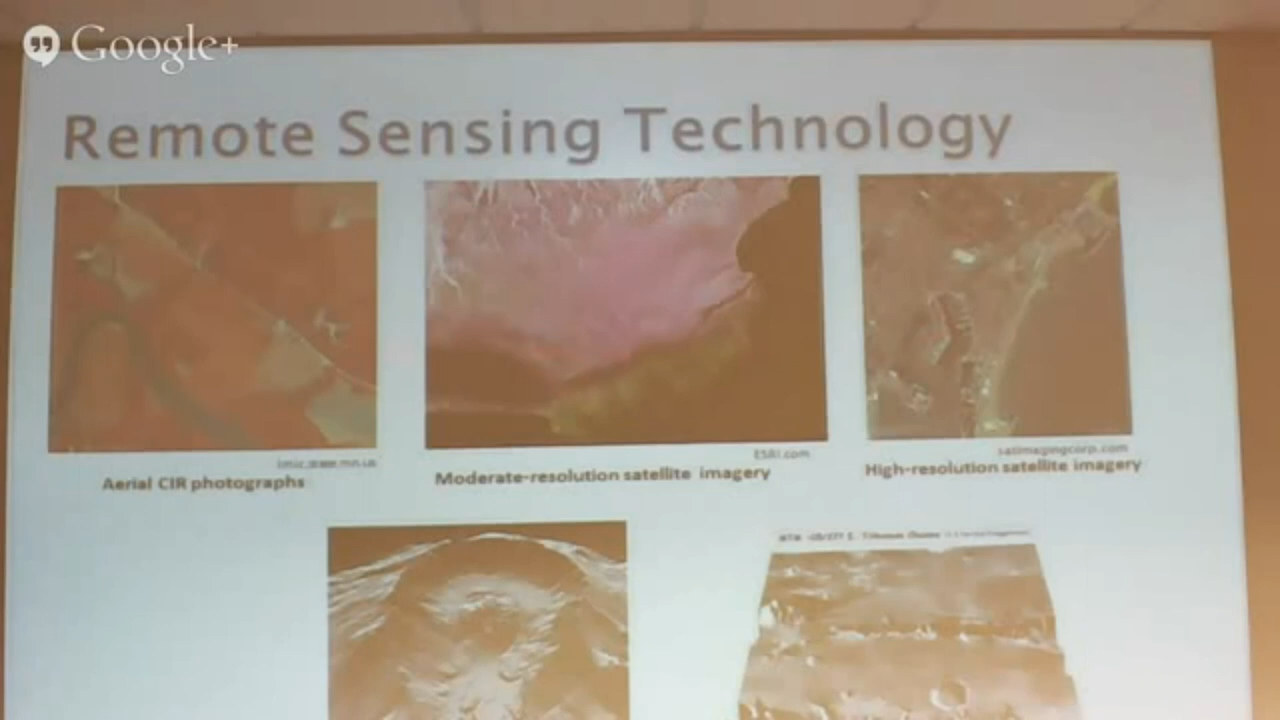 Google+
Remote Sensing Technology
ESRI.com
satimagingcorp.com
Aerial CIR photographs
Moderate-resolution satellite imagery
High-resolution satellite imagery